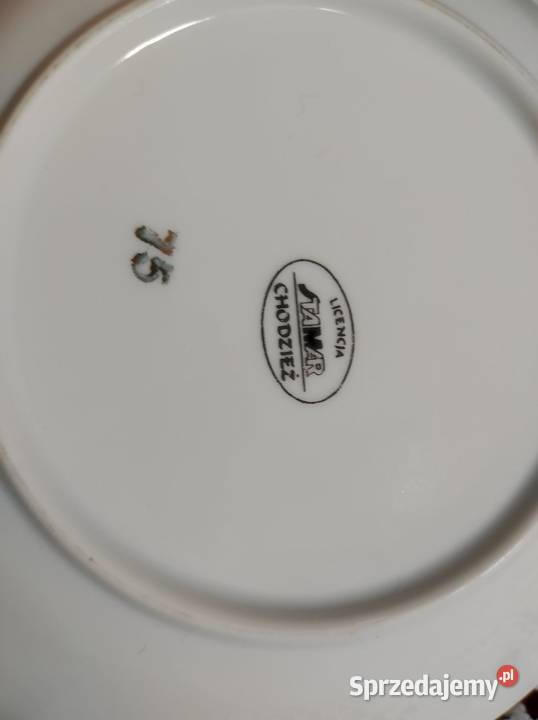 75
LICENCJA
STAMAR
CHODZIEŻ
Sprzedajemy.pl